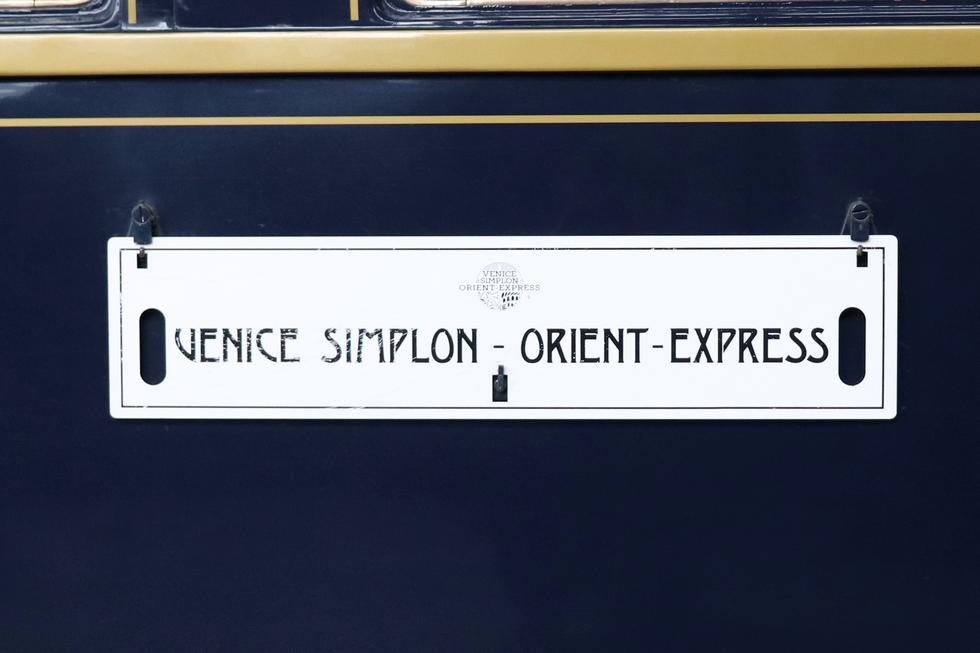 VENICE
SIMPLON
ORIENT-EXPRESS
VENICE SIMPLON - ORIENT-EXPRESS